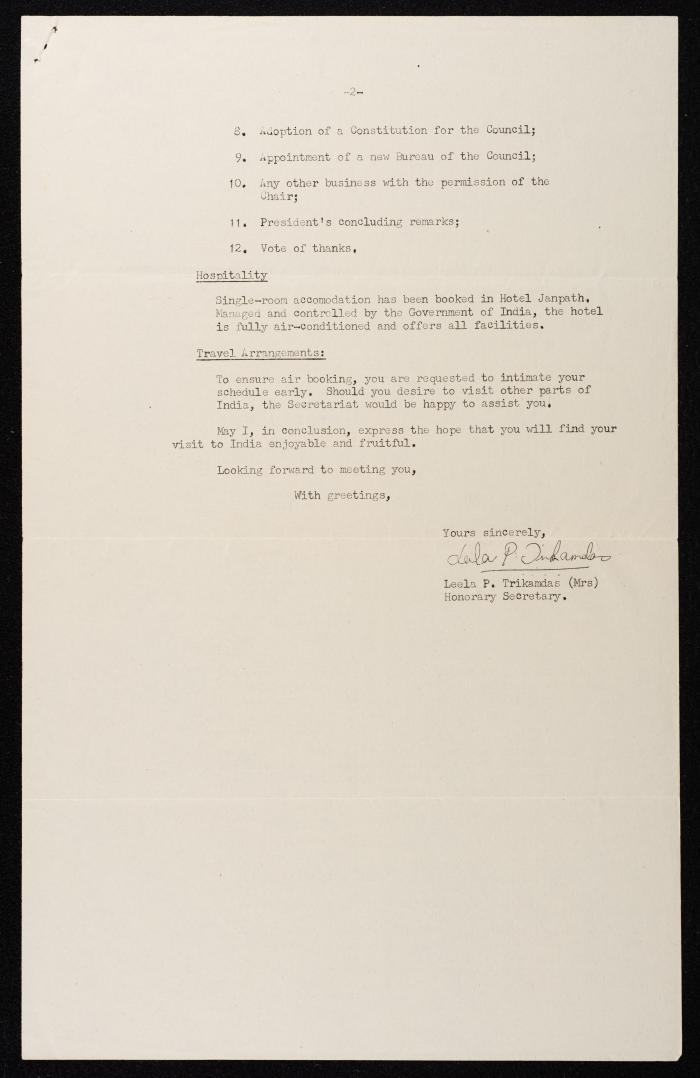 -2-
8. Adoption of a Constitution for the Council;
9. Appointment of a new Bureau of the Council;
10. Any other business with the permission of the
Chair;
11. President's concluding remarks;
12. Vote of thanks.
Hospitality
Single-room accomodation has been booked in Hotel Janpath.
Managed and controlled by the Government of India, the hotel
is fully air-conditioned and offers all facilities.
Travel Arrangements:
To ensure air booking, you are requested to intimate your
schedule early. Should you desire to visit other parts of
India, the Secretariat would be happy to assist you.
May I, in conclusion, express the hope that you will find your
visit to India enjoyable and fruitful.
Looking forward to meeting you,
With greetings,
Yours sincerely,
Leela P. Trikamdas
Leela P. Trikamdas (Mrs)
Honorary Secretary.